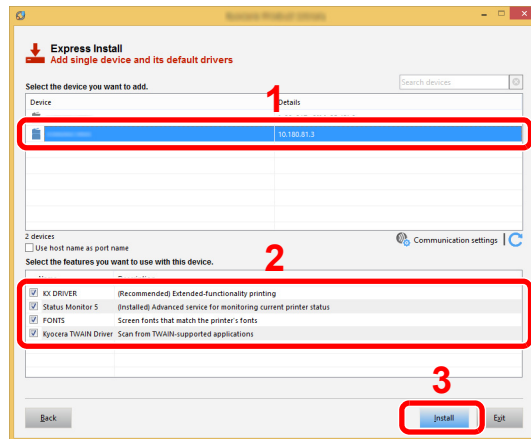 Express Install
Add single device and its default drivers
Select the device you want to add.
Search devices
1
Device Details
10.180.81.3
2 devices
Communication settings
Use host name as port name
2
Select the features you want to use with this device.
KX DRIVER (Recommended) Extended-functionality printing
Status Monitor 5 (Installed) Advanced service for monitoring current printer status
FONTS Screen fonts that match the printer's fonts
Kyocera TWAIN Driver Scan from TWAIN-supported applications
3
Back Install Exit